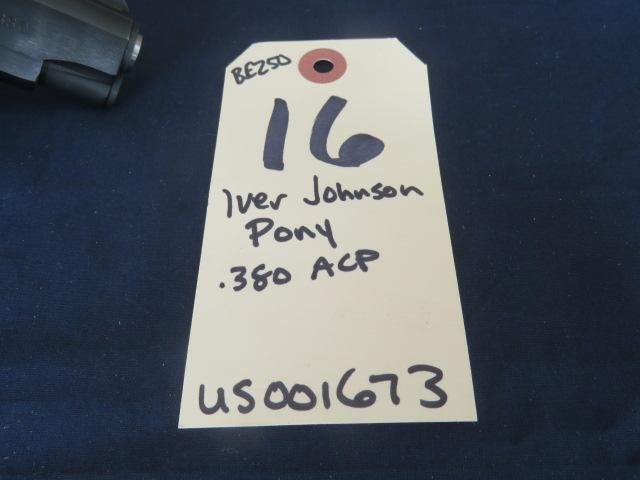 BE250
16
Iver Johnson
Pony
.380 ACP
US001673